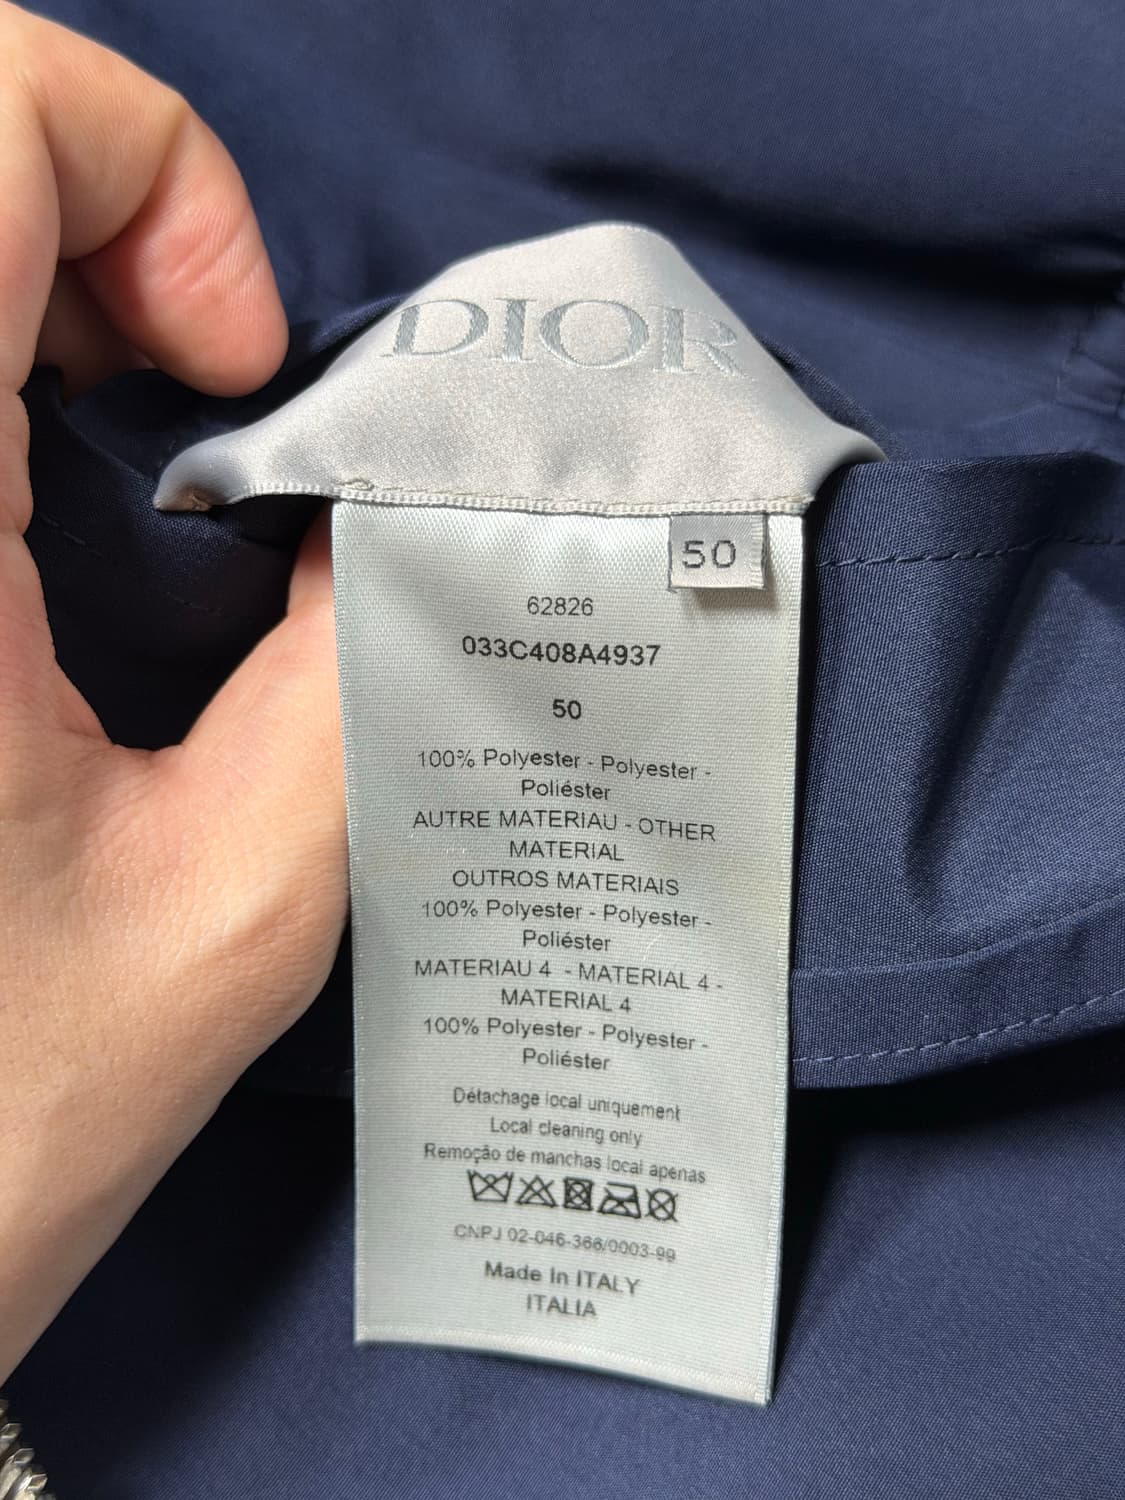 DIOR
50
62826
033C408A4937
50
100% Polyester - Polyester -
Poliéster
AUTRE MATERIAU - OTHER
MATERIAL
OUTROS MATERIAIS
100% Polyester - Polyester -
Poliéster
MATERIAU 4 - MATERIAL 4 -
MATERIAL 4
100% Polyester - Polyester -
Poliéster
Détachage local uniquement
Local cleaning only
Remoção de manchas local apenas
CNPJ 02-046-366/0003-99
Made In ITALY
ITALIA